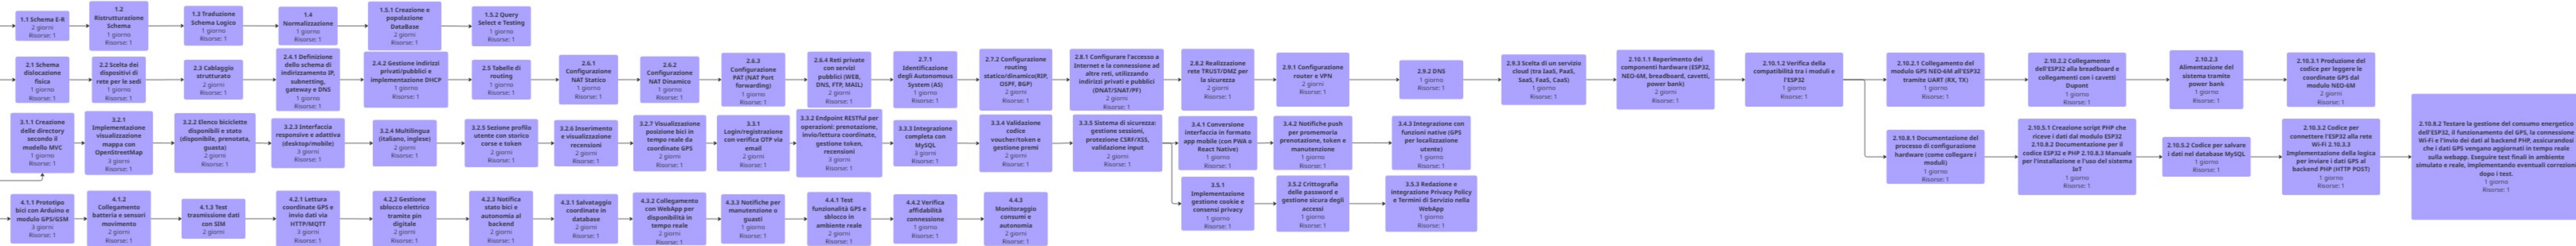 1.1 Schema E-R
2 giorni
Risorse: 1
1.2
Ristrutturazione
Schema
1 giorno
Risorse: 1
1.3 Traduzione
Schema Logico
1 giorno
Risorse: 1
1.4
Normalizzazione
1 giorno
Risorse: 1
1.5.1 Creazione e
popolazione
DataBase
2 giorni
Risorse: 1
1.5.2 Query
Select e Testing
1 giorno
Risorse: 1
2.1 Schema
dislocazione
fisica
1 giorno
Risorse: 1
2.2 Scelta dei
dispositivi di
rete per le sedi
1 giorno
Risorse: 1
2.3 Cablaggio
strutturato
2 giorni
Risorse: 1
2.4.1 Definizione
dello schema di
indirizzamento IP,
subnetting,
gateway e DNS
1 giorno
Risorse: 1
2.4.2 Gestione indirizzi
privati/pubblici e
implementazione DHCP
1 giorno
Risorse: 1
2.5 Tabelle di
routing
1 giorno
Risorse: 1
2.6.1
Configurazione
NAT Statico
1 giorno
Risorse: 1
2.6.2
Configurazione
NAT Dinamico
1 giorno
Risorse: 1
2.6.3
Configurazione
PAT (NAT Port
forwarding)
1 giorno
Risorse: 1
2.6.4 Reti private
con servizi
pubblici (WEB,
DNS, FTP, MAIL)
2 giorni
Risorse: 1
2.7.1
Identificazione
degli Autonomous
System (AS)
1 giorno
Risorse: 1
2.7.2 Configurazione
routing
statico/dinamico(RIP,
OSPF, BGP)
2 giorni
Risorse: 1
2.8.1 Configurare l'accesso a
Internet e la connessione ad
altre reti, utilizzando
indirizzi privati e pubblici
(DNAT/SNAT/PF)
2 giorni
Risorse: 1
2.8.2 Realizzazione
rete TRUST/DMZ per
la sicurezza
2 giorni
Risorse: 1
2.9.1 Configurazione
router e VPN
2 giorni
Risorse: 1
2.9.2 DNS
1 giorno
Risorse: 1
2.9.3 Scelta di un servizio
cloud (tra IaaS, PaaS,
SaaS, FaaS, CaaS)
1 giorno
Risorse: 1
2.10.1.1 Reperimento dei
componenti hardware (ESP32,
NEO-6M, breadboard, cavetti,
power bank)
2 giorni
Risorse: 1
2.10.1.2 Verifica della
compatibilità tra i moduli e
l'ESP32
1 giorno
Risorse: 1
2.10.2.1 Collegamento del
modulo GPS NEO-6M all'ESP32
tramite UART (RX, TX)
1 giorno
Risorse: 1
2.10.2.2 Collegamento
dell'ESP32 alla breadboard e
collegamenti con i cavetti
Dupont
1 giorno
Risorse: 1
2.10.2.3
Alimentazione del
sistema tramite
power bank
1 giorno
Risorse: 1
2.10.3.1 Produzione del
codice per leggere le
coordinate GPS dal
modulo NEO-6M
2 giorni
Risorse: 1
3.1.1 Creazione
delle directory
secondo il
modello MVC
1 giorno
Risorse: 1
3.2.1
Implementazione
visualizzazione
mappa con
OpenStreetMap
3 giorni
Risorse: 1
3.2.2 Elenco biciclette
disponibili e stato
(disponibile, prenotata,
guasta)
2 giorni
Risorse: 1
3.2.3 Interfaccia
responsive e adattiva
(desktop/mobile)
3 giorni
Risorse: 1
3.2.4 Multilingua
(italiano, inglese)
2 giorni
Risorse: 1
3.2.5 Sezione profilo
utente con storico
corse e token
2 giorni
Risorse: 1
3.2.6 Inserimento
e visualizzazione
recensioni
2 giorni
Risorse: 1
3.2.7 Visualizzazione
posizione bici in
tempo reale da
coordinate GPS
2 giorni
Risorse: 1
3.3.1
Login/registrazione
con verifica OTP via
email
2 giorni
Risorse: 1
3.3.2 Endpoint RESTful per
operazioni: prenotazione,
invio/lettura coordinate,
gestione token,
recensioni
3 giorni
Risorse: 1
3.3.3 Integrazione
completa con
MySQL
3 giorni
Risorse: 1
3.3.4 Validazione
codice
voucher/token e
gestione premi
2 giorni
Risorse: 1
3.3.5 Sistema di sicurezza:
gestione sessioni,
protezione CSRF/XSS,
validazione input
2 giorni
Risorse: 1
3.4.1 Conversione
interfaccia in formato
app mobile (con PWA o
React Native)
1 giorno
Risorse: 1
3.4.2 Notifiche push
per promemoria
prenotazione, token e
manutenzione
1 giorno
Risorse: 1
3.4.3 Integrazione con
funzioni native (GPS
per localizzazione
utente)
1 giorno
Risorse: 1
2.10.8.1 Documentazione del
processo di configurazione
hardware (come collegare i
moduli)
1 giorno
Risorse: 1
2.10.5.1 Creazione script PHP che
riceve i dati dal modulo ESP32
2.10.8.2 Documentazione per il
codice ESP32 e PHP 2.10.8.3 Manuale
per l'installazione e l'uso del sistema
IoT
1 giorno
Risorse: 1
2.10.5.2 Codice per salvare
i dati nel database MySQL
1 giorno
Risorse: 1
2.10.3.2 Codice per
connettere l'ESP32 alla rete
Wi-Fi 2.10.3.3
Implementazione della logica
per inviare i dati GPS al
backend PHP (HTTP POST)
1 giorno
Risorse: 1
2.10.8.2 Testare la gestione del consumo energetico
dell'ESP32, il funzionamento del GPS, la connessione
Wi-Fi e l'invio dei dati al backend PHP, assicurandosi
che i dati GPS vengano aggiornati in tempo reale
sulla webapp. Eseguire test finali in ambiente
simulato e reale, implementando eventuali correzioni
dopo i test.
1 giorno
Risorse: 1
3.5.1
Implementazione
gestione cookie e
consensi privacy
1 giorno
Risorse: 1
3.5.2 Crittografia
delle password e
gestione sicura degli
accessi
1 giorno
Risorse: 1
3.5.3 Redazione e
integrazione Privacy Policy
e Termini di Servizio nella
WebApp
1 giorno
Risorse: 1
4.1.1 Prototipo
bici con Arduino e
modulo GPS/GSM
3 giorni
Risorse: 1
4.1.2
Collegamento
batteria e sensori
movimento
2 giorni
Risorse: 1
4.1.3 Test
trasmissione dati
con SIM
2 giorni
4.2.1 Lettura
coordinate GPS e
invio dati via
HTTP/MQTT
3 giorni
Risorse: 1
4.2.2 Gestione
sblocco elettrico
tramite pin
digitale
2 giorni
Risorse: 1
4.2.3 Notifica
stato bici e
autonomia al
backend
2 giorni
Risorse: 1
4.3.1 Salvataggio
coordinate in
database
2 giorni
Risorse: 1
4.3.2 Collegamento
con WebApp per
disponibilità in
tempo reale
2 giorni
Risorse: 1
4.3.3 Notifiche per
manutenzione o
guasti
1 giorno
Risorse: 1
4.4.1 Test
funzionalità GPS e
sblocco in
ambiente reale
2 giorni
Risorse: 1
4.4.2 Verifica
affidabilità
connessione
1 giorno
Risorse: 1
4.4.3
Monitoraggio
consumi e
autonomia
2 giorni
Risorse: 1